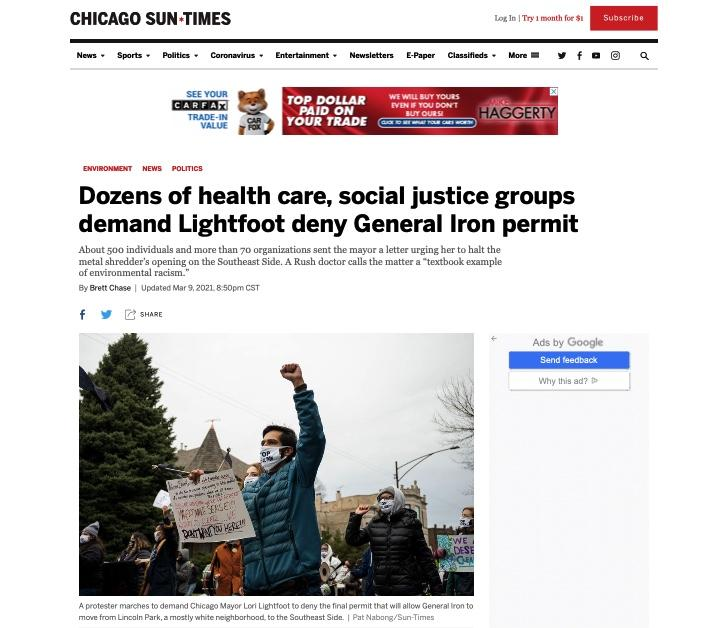 CHICAGO SUN*TIMES
Log In | Try 1 month for $1
Subscribe
News Sports Politics Coronavirus Entertainment Newsletters E-Paper Classifieds More
SEE YOUR
CARFAX
TRADE-IN
VALUE
CAR
FOX
TOP DOLLAR
PAID ON
YOUR TRADE
WE WILL BUY YOURS
EVEN IF YOU DON'T
BUY OURS!
CLICK TO SEE WHAT YOUR CAR'S WORTH
MIKE
HAGGERTY
ENVIRONMENT NEWS POLITICS
Dozens of health care, social justice groups
demand Lightfoot deny General Iron permit
About 500 individuals and more than 70 organizations sent the mayor a letter urging her to halt the
metal shredder's opening on the Southeast Side. A Rush doctor calls the matter a “textbook example
of environmental racism.”
By Brett Chase | Updated Mar 9, 2021, 8:50pm CST
SHARE
Ads by Google
Send feedback
Why this ad?
DON'T WANT YOU HERE!!!
WE
DESE
A protester marches to demand Chicago Mayor Lori Lightfoot to deny the final permit that will allow General Iron to
move from Lincoln Park, a mostly white neighborhood, to the Southeast Side. | Pat Nabong/Sun-Times